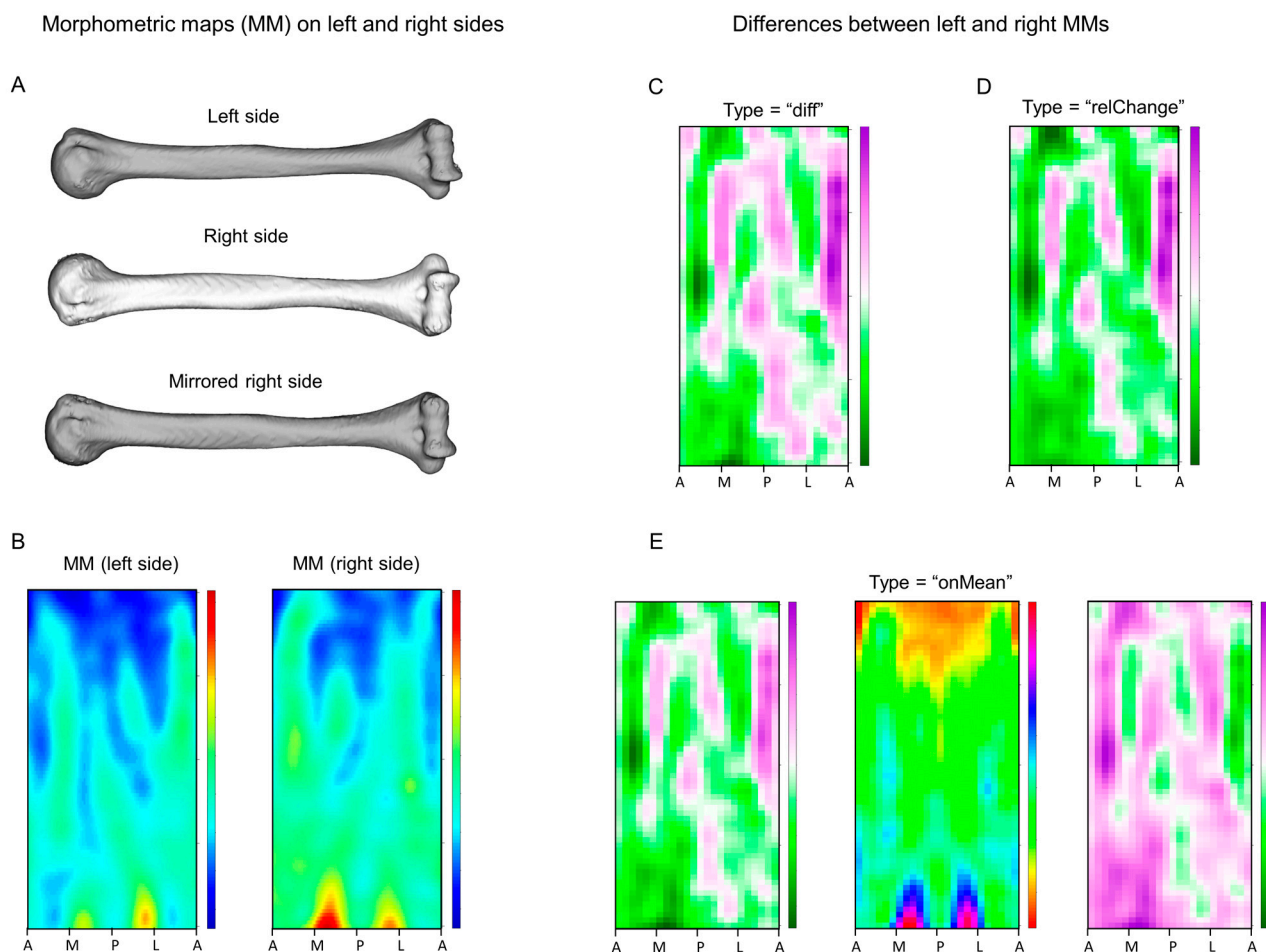 Morphometric maps (MM) on left and right sides
Differences between left and right MMs
A
Left side
Right side
Mirrored right side
B
MM (left side)
A M P L A
MM (right side)
A M P L A
C
Type = “diff”
A M P L A
D
Type = “relChange”
A M P L A
E
A M P L A
Type = “onMean”
A M P L A
A M P L A